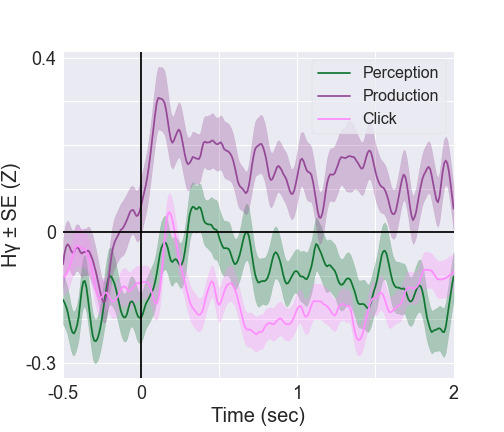 0.4
0
-0.3
Hγ ± SE (Z)
Perception
Production
Click
-0.5 0 1 2
Time (sec)